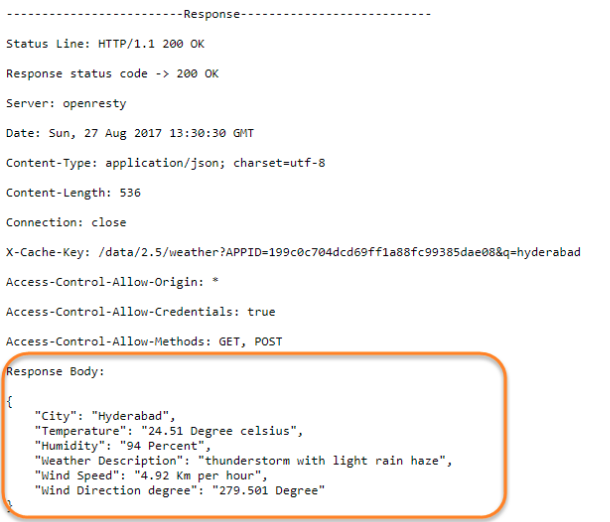 -------------------------Response---------------------------
Status Line: HTTP/1.1 200 OK
Response status code -> 200 OK
Server: openresty
Date: Sun, 27 Aug 2017 13:30:30 GMT
Content-Type: application/json; charset=utf-8
Content-Length: 536
Connection: close
X-Cache-Key: /data/2.5/weather?APPID=199c0c704dcd69ff1a88fc99385dae08&q=hyderabad
Access-Control-Allow-Origin: *
Access-Control-Allow-Credentials: true
Access-Control-Allow-Methods: GET, POST
Response Body:
{
    "City": "Hyderabad",
    "Temperature": "24.51 Degree celsius",
    "Humidity": "94 Percent",
    "Weather Description": "thunderstorm with light rain haze",
    "Wind Speed": "4.92 Km per hour",
    "Wind Direction degree": "279.501 Degree"
}